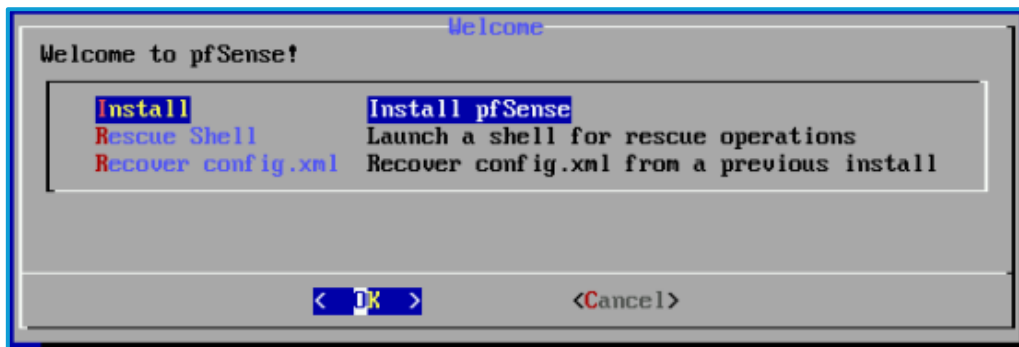 Welcome
Welcome to pfSense!
Install Install pfSense
Rescue Shell Launch a shell for rescue operations
Recover config.xml Recover config.xml from a previous install
< OK > <Cancel>